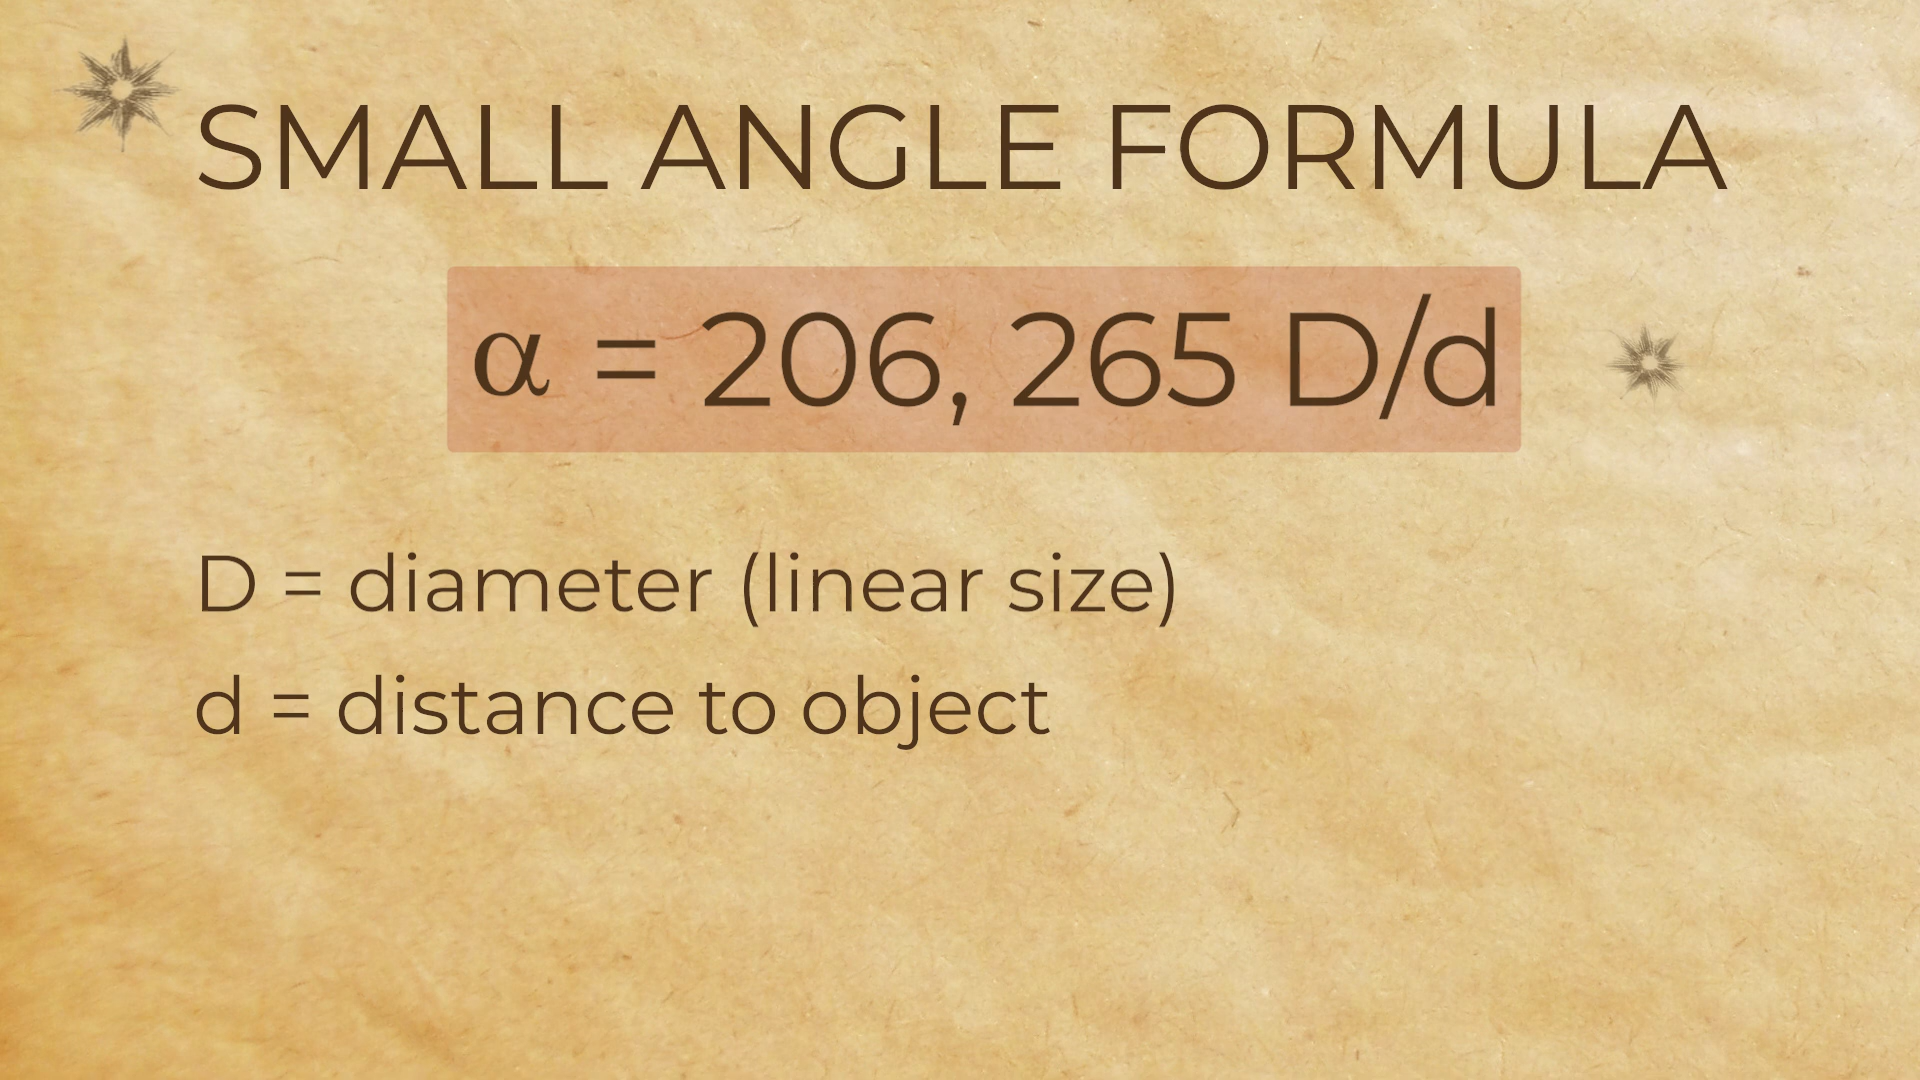 SMALL ANGLE FORMULA
α = 206, 265 D/d
D = diameter (linear size)
d = distance to object